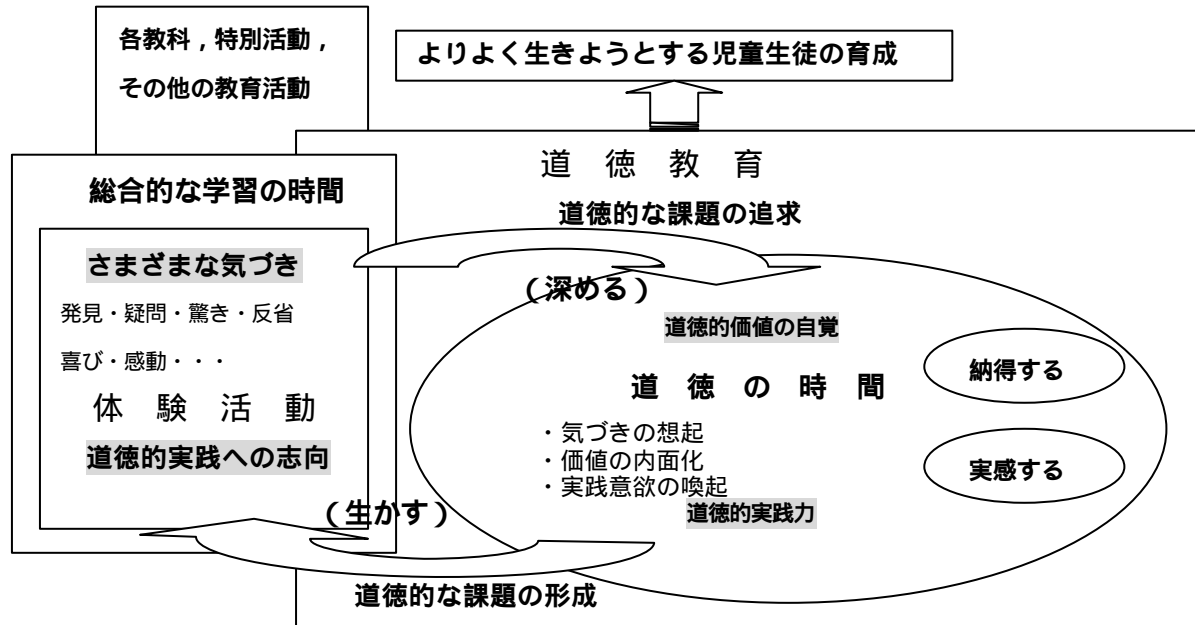 各教科，特別活動，
その他の教育活動
よりよく生きようとする児童生徒の育成
道 徳 教 育
総合的な学習の時間
道徳的な課題の追求
さまざまな気づき
（深める）
発見・疑問・驚き・反省
喜び・感動・・・
体 験 活 動
道徳的実践への志向
道徳的価値の自覚
道 徳 の 時 間
納得する
・気づきの想起
・価値の内面化
・実践意欲の喚起
実感する
道徳的実践力
（生かす）
道徳的な課題の形成